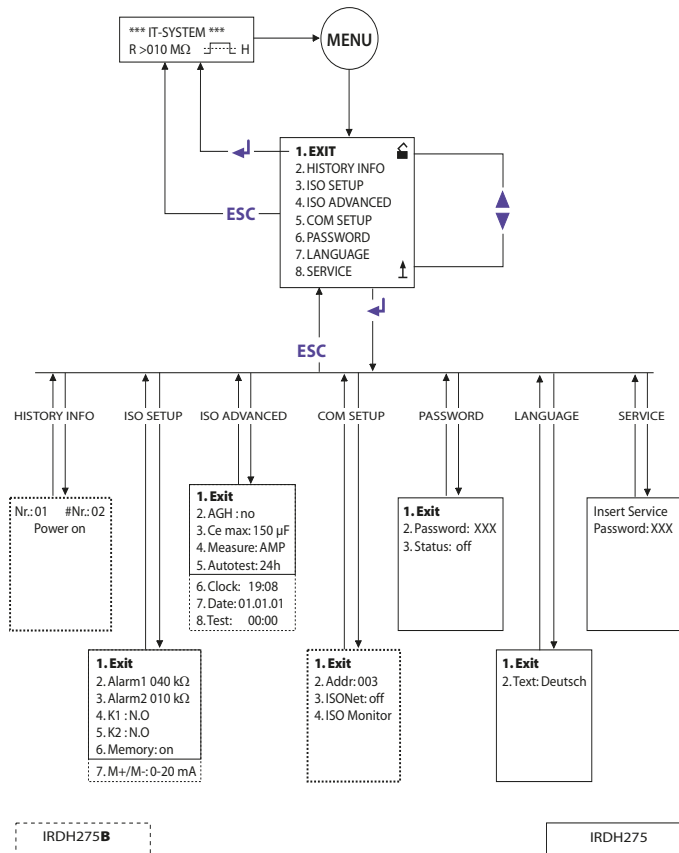 *** IT-SYSTEM ***
R >010 MΩ H
MENU
1. EXIT
2. HISTORY INFO
3. ISO SETUP
4. ISO ADVANCED
5. COM SETUP
6. PASSWORD
7. LANGUAGE
8. SERVICE
ESC
ESC
HISTORY INFO
ISO SETUP
ISO ADVANCED
COM SETUP
PASSWORD
LANGUAGE
SERVICE
Nr.: 01 #Nr.: 02
Power on
1. Exit
2. AGH : no
3. Ce max: 150 µF
4. Measure: AMP
5. Autotest: 24h
6. Clock: 19:08
7. Date: 01.01.01
8. Test: 00:00
1. Exit
2. Password: XXX
3. Status: off
Insert Service
Password: XXX
1. Exit
2. Alarm1 040 kΩ
3. Alarm2 010 kΩ
4. K1 : N.O
5. K2 : N.O
6. Memory: on
7. M+/M-: 0-20 mA
1. Exit
2. Addr: 003
3. ISONet: off
4. ISO Monitor
1. Exit
2. Text: Deutsch
IRDH275B
IRDH275